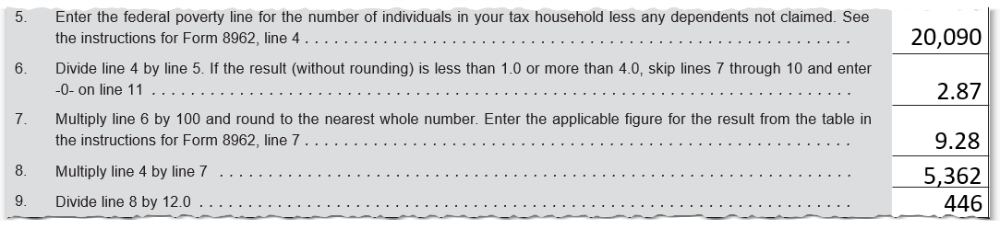 5. Enter the federal poverty line for the number of individuals in your tax household less any dependents not claimed. See
the instructions for Form 8962, line 4 . . . . . . . . . . . . . . . . . . . . . . . . . . . . . . . . . . . . . . . . . . . . . . . . . . . . . . . . . 20,090
6. Divide line 4 by line 5. If the result (without rounding) is less than 1.0 or more than 4.0, skip lines 7 through 10 and enter
-0- on line 11 . . . . . . . . . . . . . . . . . . . . . . . . . . . . . . . . . . . . . . . . . . . . . . . . . . . . . . . . . . . . . . . . . . . . . . . . 2.87
7. Multiply line 6 by 100 and round to the nearest whole number. Enter the applicable figure for the result from the table in
the instructions for Form 8962, line 7 . . . . . . . . . . . . . . . . . . . . . . . . . . . . . . . . . . . . . . . . . . . . . . . . . . . . . . . . . 9.28
8. Multiply line 4 by line 7 . . . . . . . . . . . . . . . . . . . . . . . . . . . . . . . . . . . . . . . . . . . . . . . . . . . . . . . . . . . . . . . . . 5,362
9. Divide line 8 by 12.0 . . . . . . . . . . . . . . . . . . . . . . . . . . . . . . . . . . . . . . . . . . . . . . . . . . . . . . . . . . . . . . . . . . . 446